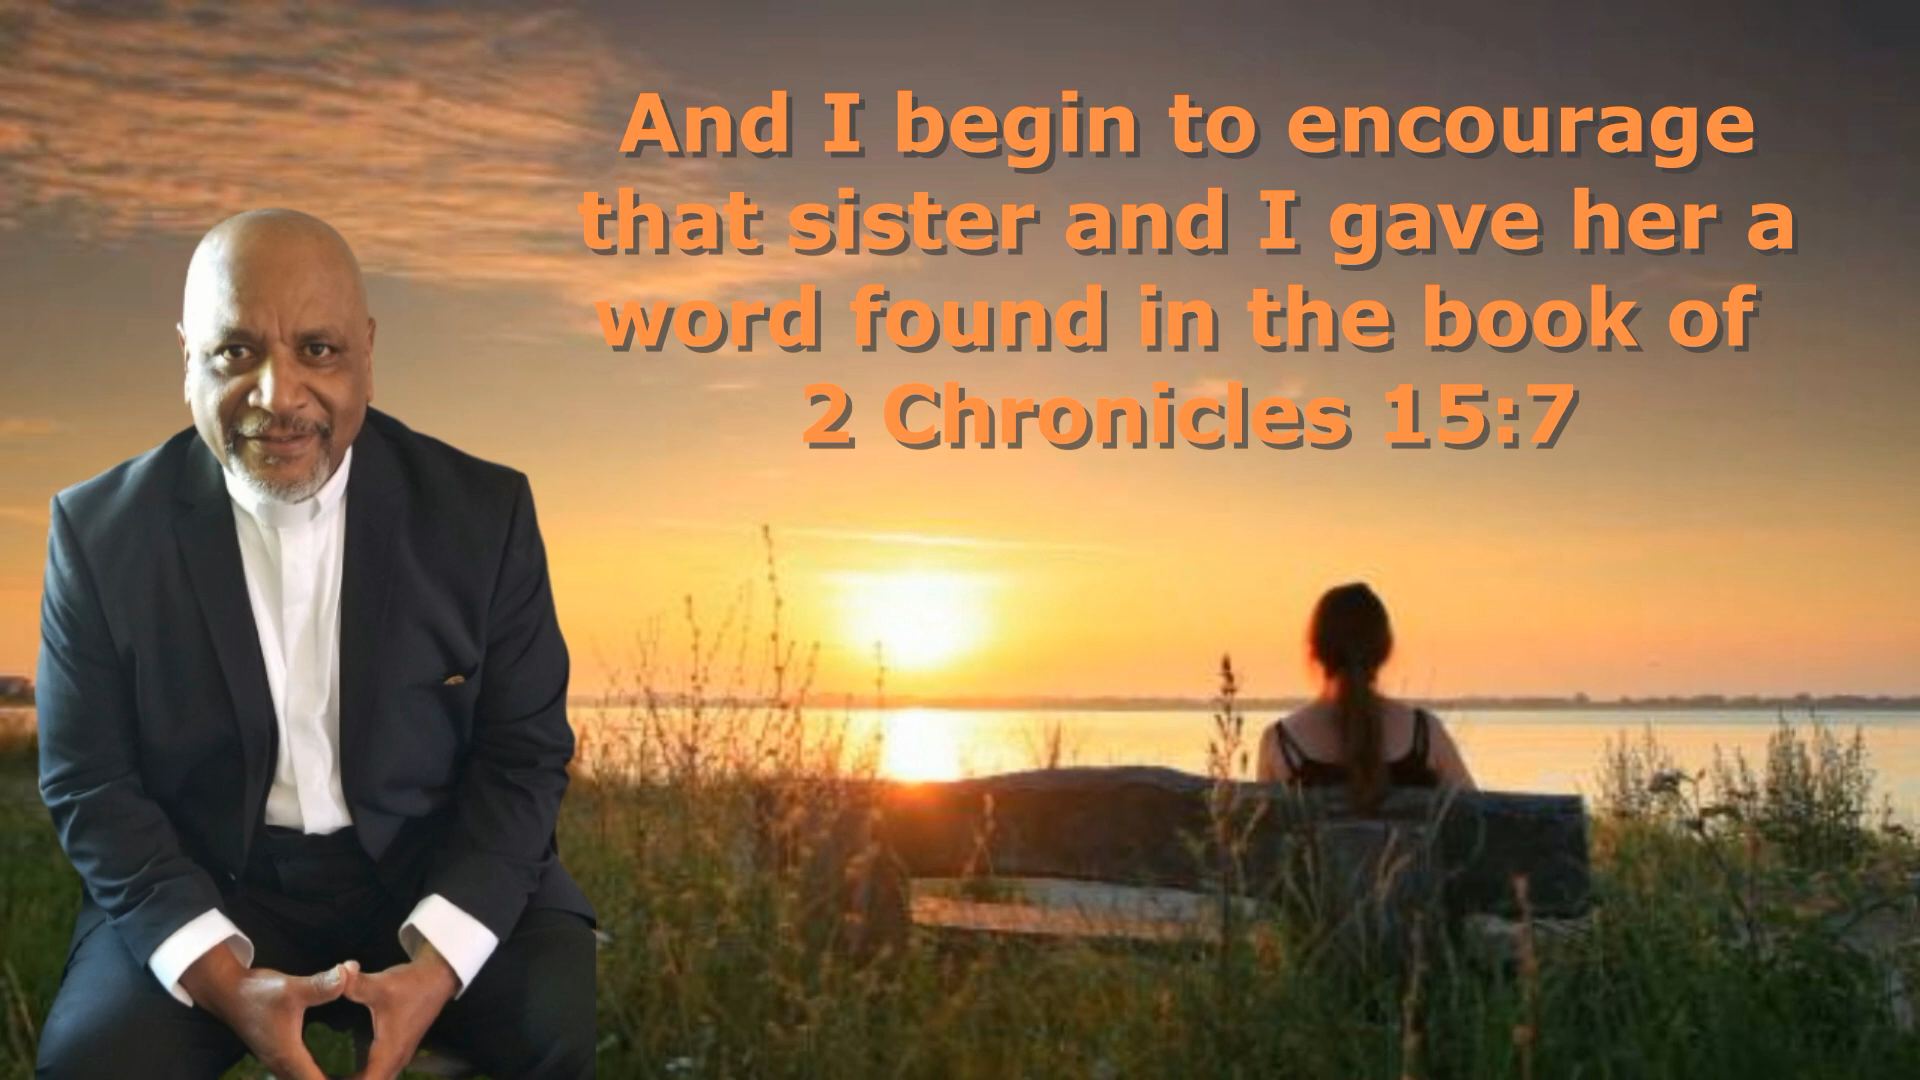 And I begin to encourage
that sister and I gave her a
word found in the book of
2 Chronicles 15:7